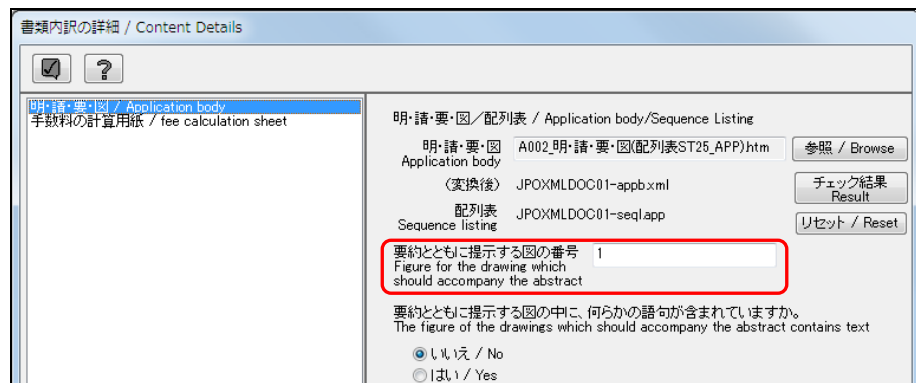 書類内訳の詳細 / Content Details
明・請・要・図 / Application body
手数料の計算用紙 / fee calculation sheet
明・請・要・図／配列表 / Application body/Sequence Listing
明・請・要・図 A002_明・請・要・図(配列表ST25_APP).htm 参照 / Browse
Application body
(変換後) JPOXMLDOC01-appb.xml チェック結果
Result
配列表 JPOXMLDOC01-seql.app リセット / Reset
Sequence listing
要約とともに提示する図の番号 1
Figure for the drawing which
should accompany the abstract
要約とともに提示する図の中に、何らかの語句が含まれていますか。
The figure of the drawings which should accompany the abstract contains text
いいえ / No
はい / Yes